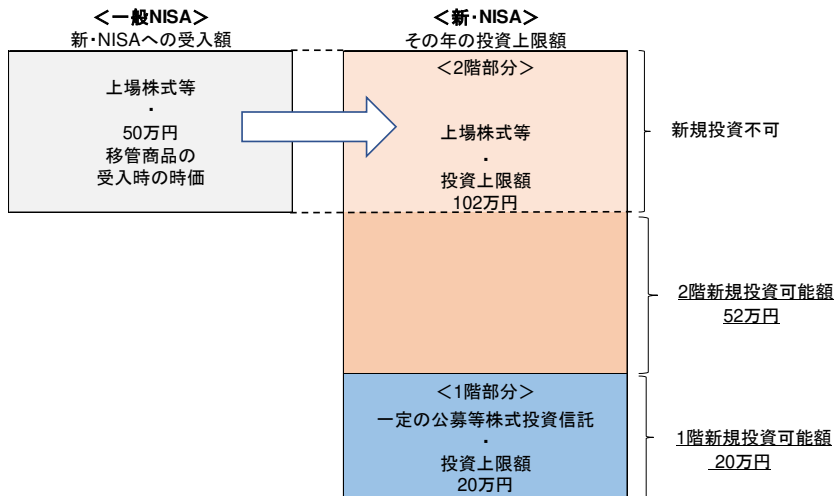 ＜一般NISA＞
新・NISAへの受入額
上場株式等
・
50万円
移管商品の
受入時の時価
＜新・NISA＞
その年の投資上限額
＜2階部分＞
上場株式等
・
投資上限額
102万円
新規投資不可
2階新規投資可能額
52万円
＜1階部分＞
一定の公募等株式投資信託
・
投資上限額
20万円
1階新規投資可能額
20万円